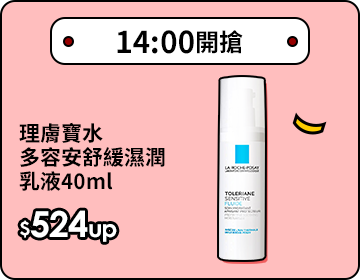 14:00開搶
理膚寶水
多容安舒緩濕潤
乳液40ml
$524up
LA ROCHE-POSAY
TOLERIANE
SENSITIVE
FLUIDE